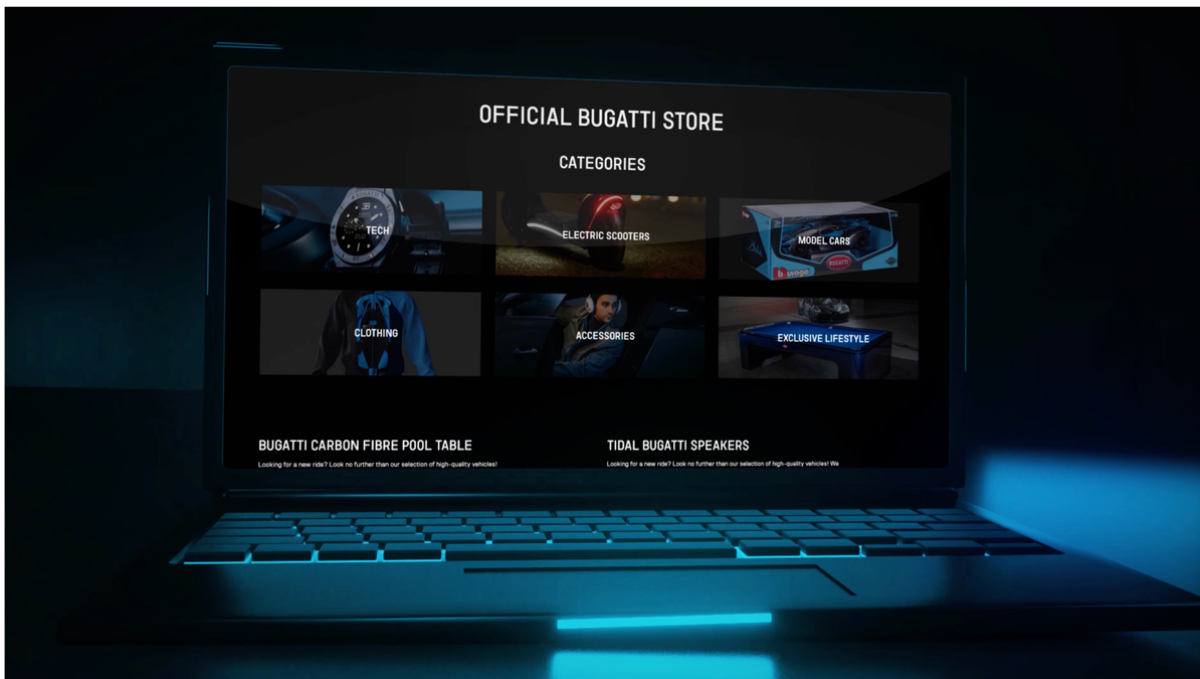 OFFICIAL BUGATTI STORE
CATEGORIES
TECH
ELECTRIC SCOOTERS
MODEL CARS
BUGATTI
burago
CLOTHING
ACCESSORIES
EXCLUSIVE LIFESTYLE
BUGATTI CARBON FIBRE POOL TABLE
Looking for a new ride? Look no further than our selection of high-quality vehicles!
TIDAL BUGATTI SPEAKERS
Looking for a new ride? Look no further than our selection of high-quality vehicles! We